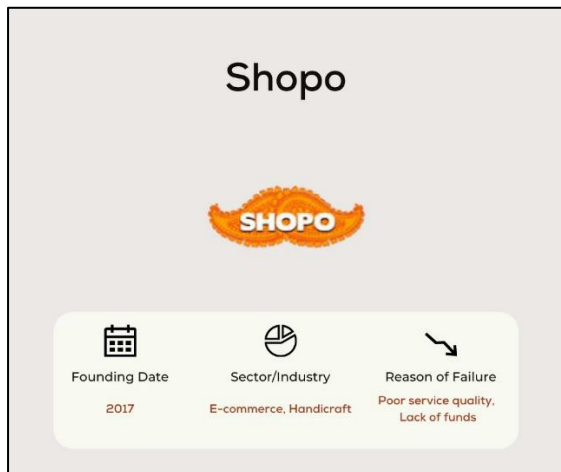 Shopo
SHOPO
Founding Date
2017
Sector/Industry
E-commerce, Handicraft
Reason of Failure
Poor service quality,
Lack of funds